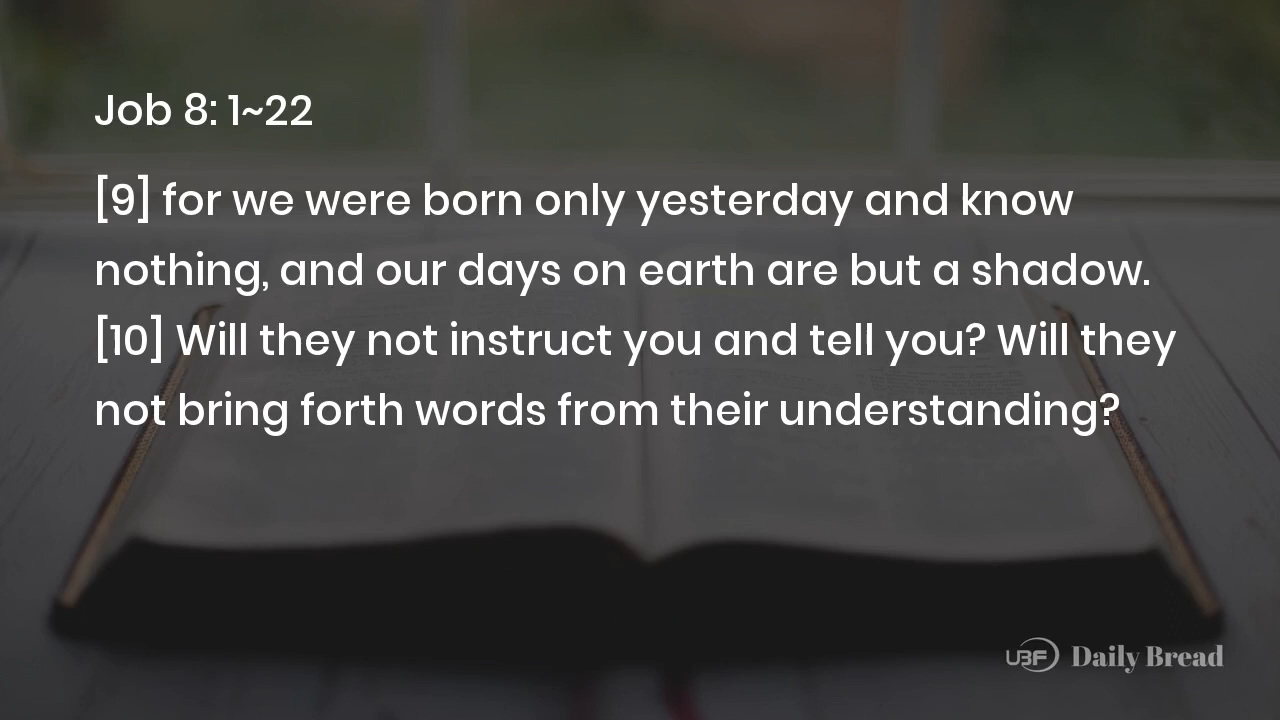 Job 8: 1~22
[9] for we were born only yesterday and know
nothing, and our days on earth are but a shadow.
[10] Will they not instruct you and tell you? Will they
not bring forth words from their understanding?
UBF Daily Bread